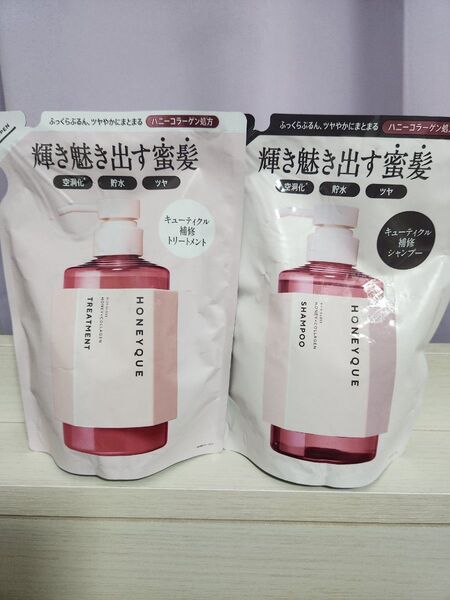 OPEN
ふっくらぷるん、ツヤやかにまとまる ハニーコラーゲン処方
輝き魅き出す蜜髪
空洞化* 貯水 ツヤ
キューティクル
補修
トリートメント
HONEYQUE
HONEY×COLLAGEN
TREATMENT
ふっくらぷるん、ツヤやかにまとまる ハニーコラーゲン処
輝き魅き出す蜜髪
空洞化* 貯水 ツヤ
キューティクル
補修
シャンプー
HONEYQUE
HONEY×COLLAGEN
SHAMPOO